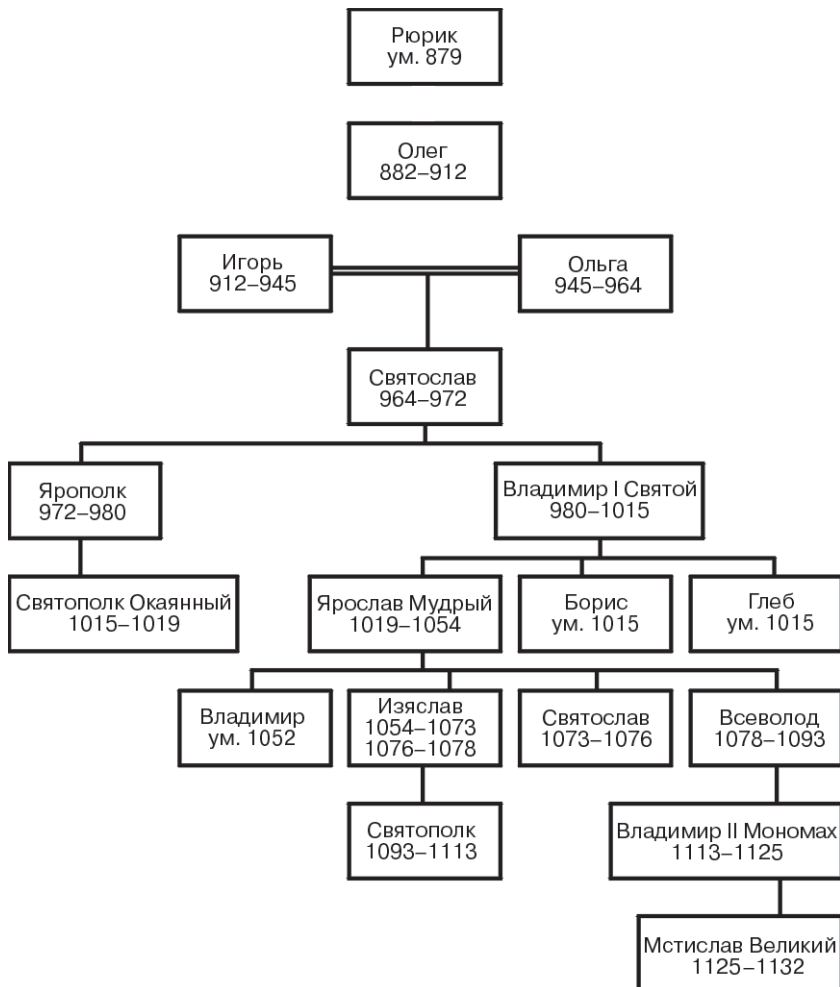 Рюрик
ум. 879
Олег
882–912
Игорь
912–945
Ольга
945–964
Святослав
964–972
Ярополк
972–980
Владимир I Святой
980–1015
Святополк Окаянный
1015–1019
Ярослав Мудрый
1019–1054
Борис
ум. 1015
Глеб
ум. 1015
Владимир
ум. 1052
Изяслав
1054–1073
1076–1078
Святослав
1073–1076
Всеволод
1078–1093
Святополк
1093–1113
Владимир II Мономах
1113–1125
Мстислав Великий
1125–1132